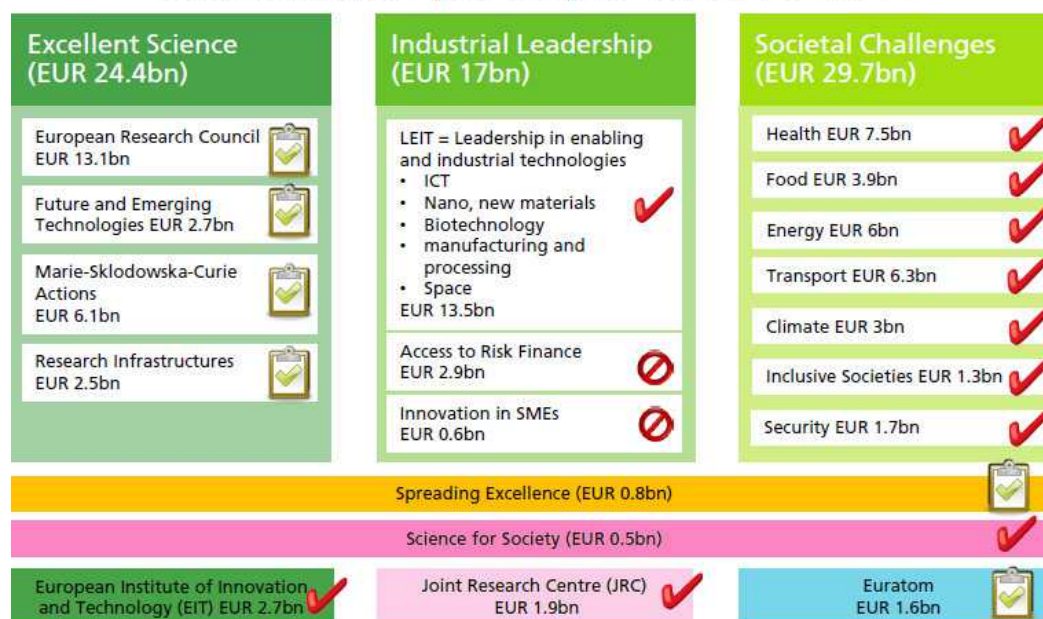 Excellent Science
(EUR 24.4bn)
European Research Council
EUR 13.1bn
Future and Emerging
Technologies EUR 2.7bn
Marie-Sklodowska-Curie
Actions
EUR 6.1bn
Research Infrastructures
EUR 2.5bn
Industrial Leadership
(EUR 17bn)
LEIT = Leadership in enabling
and industrial technologies
• ICT
• Nano, new materials
• Biotechnology
• manufacturing and
processing
• Space
EUR 13.5bn
Access to Risk Finance
EUR 2.9bn
Innovation in SMEs
EUR 0.6bn
Societal Challenges
(EUR 29.7bn)
Health EUR 7.5bn
Food EUR 3.9bn
Energy EUR 6bn
Transport EUR 6.3bn
Climate EUR 3bn
Inclusive Societies EUR 1.3bn
Security EUR 1.7bn
Spreading Excellence (EUR 0.8bn)
Science for Society (EUR 0.5bn)
European Institute of Innovation
and Technology (EIT) EUR 2.7bn
Joint Research Centre (JRC)
EUR 1.9bn
Euratom
EUR 1.6bn